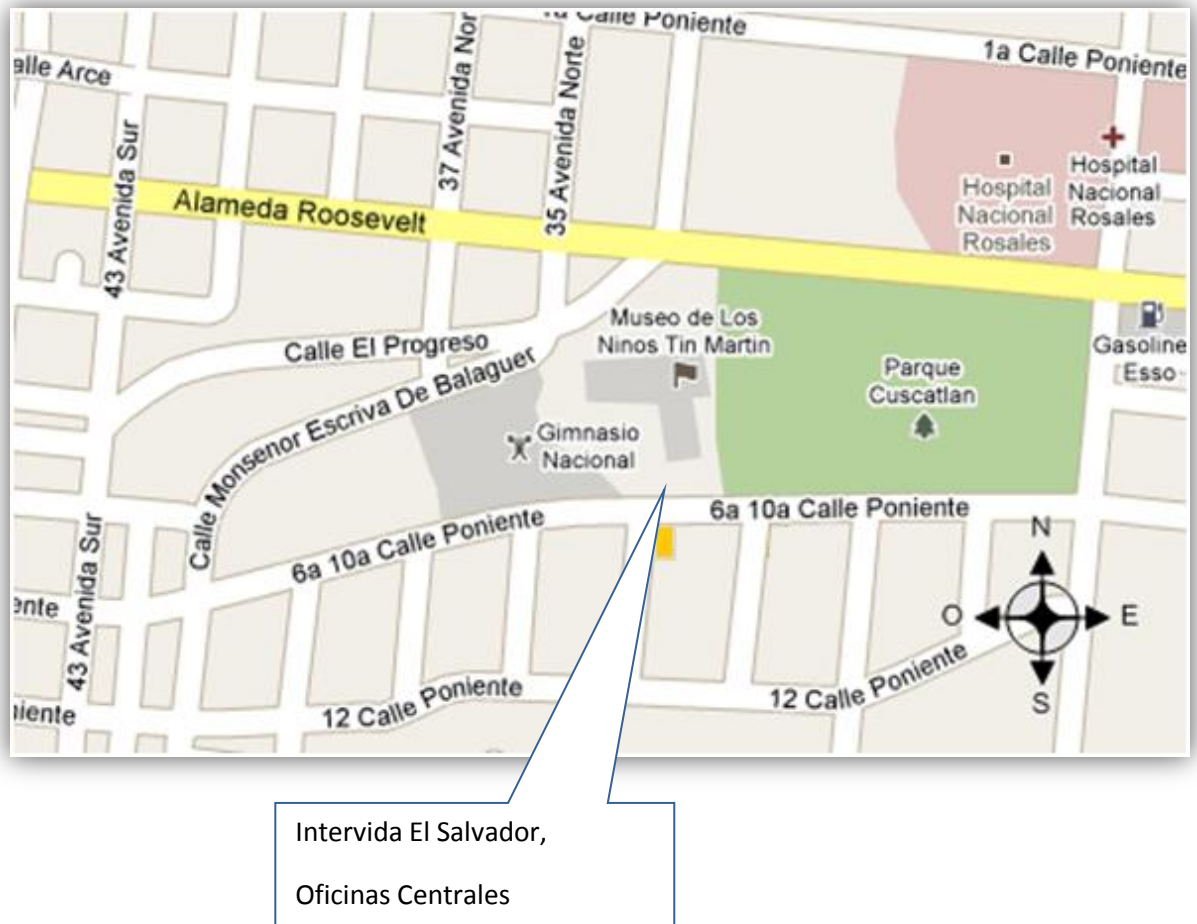 1a Calle Poniente
1a Calle Poniente
alle Arce
37 Avenida Nor
35 Avenida Norte
43 Avenida Sur
Hospital
Nacional
Rosales
Hospital
Nacional
Rosales
Alameda Roosevelt
Museo de Los
Ninos Tin Martin
Gasoline
Esso
Calle El Progreso
Parque
Cuscatlan
Calle Monsenor Escriva De Balaguer
Gimnasio
Nacional
6a 10a Calle Poniente
6a 10a Calle Poniente
N
O
E
S
ente
43 Avenida Sur
niente
12 Calle Poniente
12 Calle Poniente
Intervida El Salvador,
Oficinas Centrales